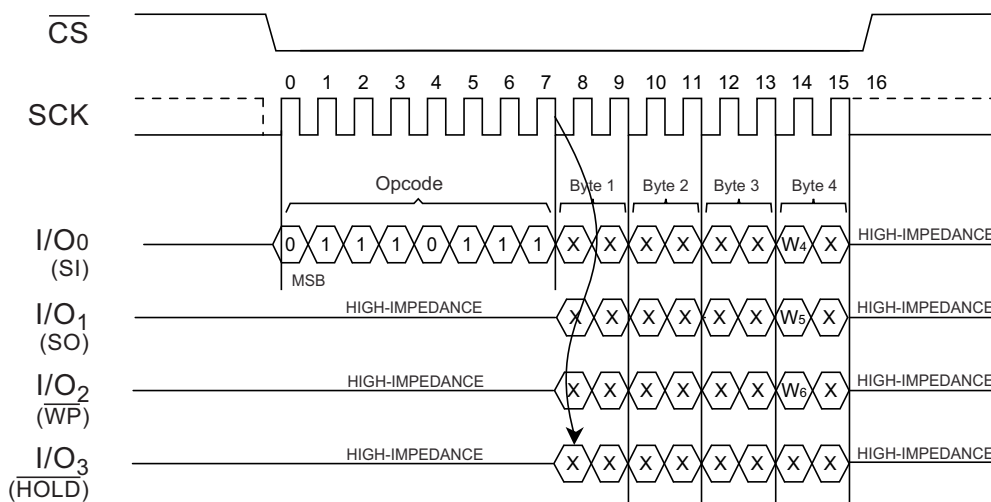 CS
0 1 2 3 4 5 6 7 8 9 10 11 12 13 14 15 16
SCK
Opcode Byte 1 Byte 2 Byte 3 Byte 4
I/O0 0 1 1 1 0 1 1 1 X X X X X X W4 X HIGH-IMPEDANCE
(SI)
MSB
I/O1 HIGH-IMPEDANCE X X X X X X W5 X HIGH-IMPEDANCE
(SO)
I/O2 HIGH-IMPEDANCE X X X X X X W6 X HIGH-IMPEDANCE
(WP)
I/O3 HIGH-IMPEDANCE X X X X X X X X HIGH-IMPEDANCE
(HOLD)